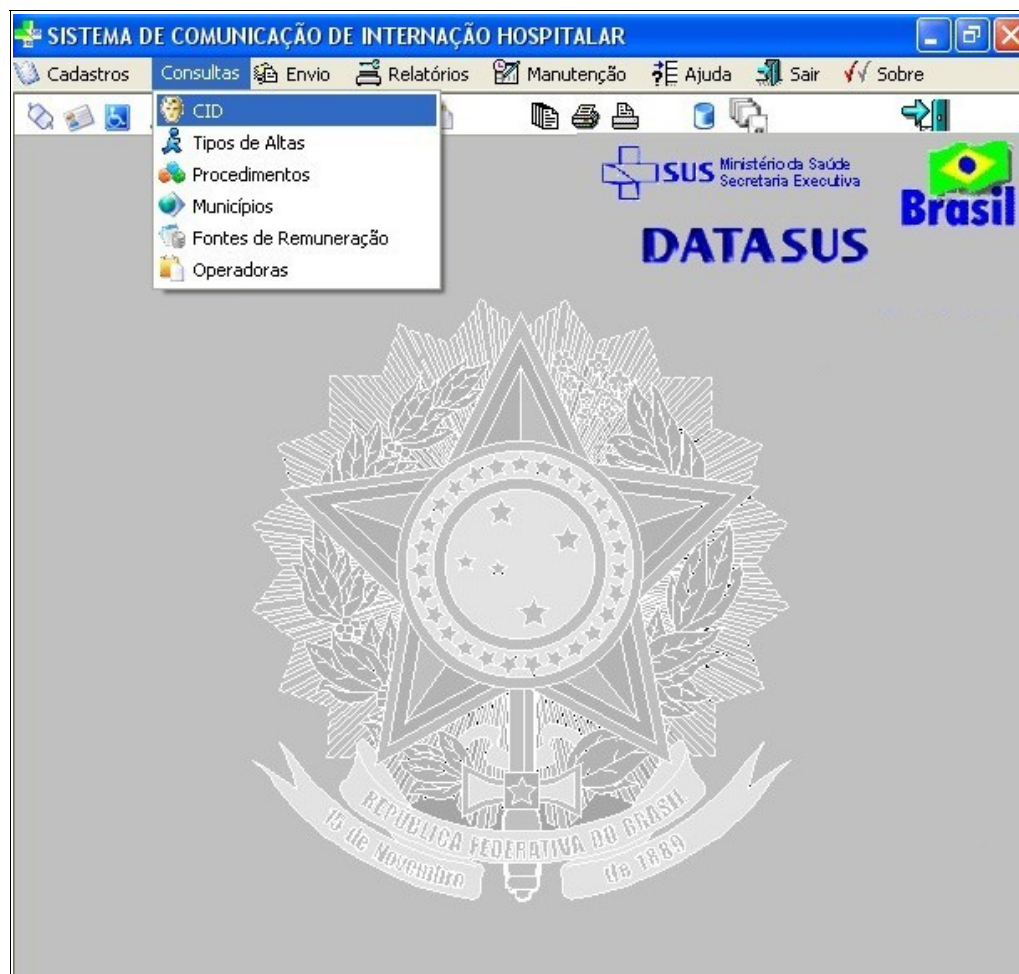 SISTEMA DE COMUNICAÇÃO DE INTERNAÇÃO HOSPITALAR
Cadastros Consultas Envio Relatórios Manutenção Ajuda Sair Sobre
CID
Tipos de Altas
Procedimentos
Municípios
Fontes de Remuneração
Operadoras
SUS Ministério da Saúde
Secretaria Executiva
Brasil
DATASUS
REPUBLICA FEDERATIVA DO BRASIL
15 de Novembro de 1889